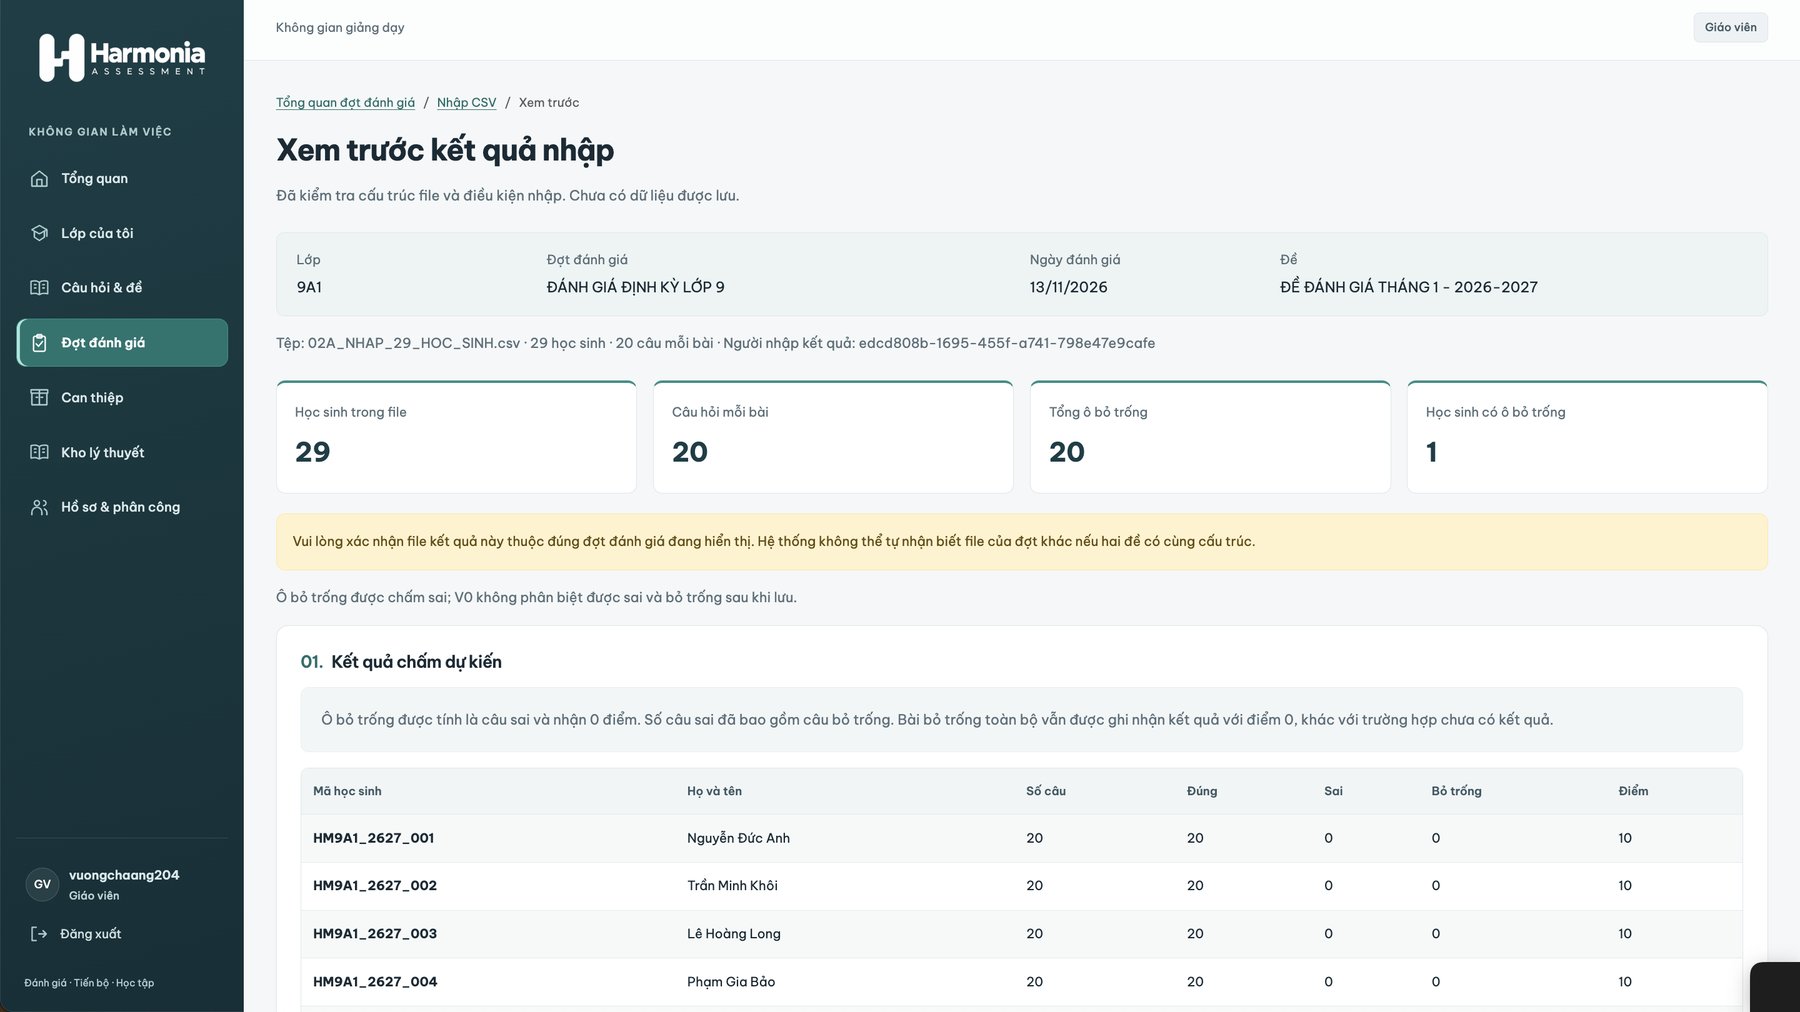 Harmonia
ASSESSMENT
KHÔNG GIAN LÀM VIỆC
Tổng quan
Lớp của tôi
Câu hỏi & đề
Đợt đánh giá
Can thiệp
Kho lý thuyết
Hồ sơ & phân công
GV
vuongchaang204
Giáo viên
Đăng xuất
Đánh giá · Tiến bộ · Học tập
Không gian giảng dạy
Giáo viên
Tổng quan đợt đánh giá / Nhập CSV / Xem trước
Xem trước kết quả nhập
Đã kiểm tra cấu trúc file và điều kiện nhập. Chưa có dữ liệu được lưu.
Lớp Đợt đánh giá Ngày đánh giá Đề
9A1 ĐÁNH GIÁ ĐỊNH KỲ LỚP 9 13/11/2026 ĐỀ ĐÁNH GIÁ THÁNG 1 - 2026-2027
Tệp: 02A_NHAP_29_HOC_SINH.csv · 29 học sinh · 20 câu mỗi bài · Người nhập kết quả: edcd808b-1695-455f-a741-798e47e9cafe
Học sinh trong file Câu hỏi mỗi bài Tổng ô bỏ trống Học sinh có ô bỏ trống
29 20 20 1
Vui lòng xác nhận file kết quả này thuộc đúng đợt đánh giá đang hiển thị. Hệ thống không thể tự nhận biết file của đợt khác nếu hai đề có cùng cấu trúc.
Ô bỏ trống được chấm sai; V0 không phân biệt được sai và bỏ trống sau khi lưu.
01. Kết quả chấm dự kiến
Ô bỏ trống được tính là câu sai và nhận 0 điểm. Số câu sai đã bao gồm câu bỏ trống. Bài bỏ trống toàn bộ vẫn được ghi nhận kết quả với điểm 0, khác với trường hợp chưa có kết quả.
Mã học sinh Họ và tên Số câu Đúng Sai Bỏ trống Điểm
HM9A1_2627_001 Nguyễn Đức Anh 20 20 0 0 10
HM9A1_2627_002 Trần Minh Khôi 20 20 0 0 10
HM9A1_2627_003 Lê Hoàng Long 20 20 0 0 10
HM9A1_2627_004 Phạm Gia Bảo 20 20 0 0 10